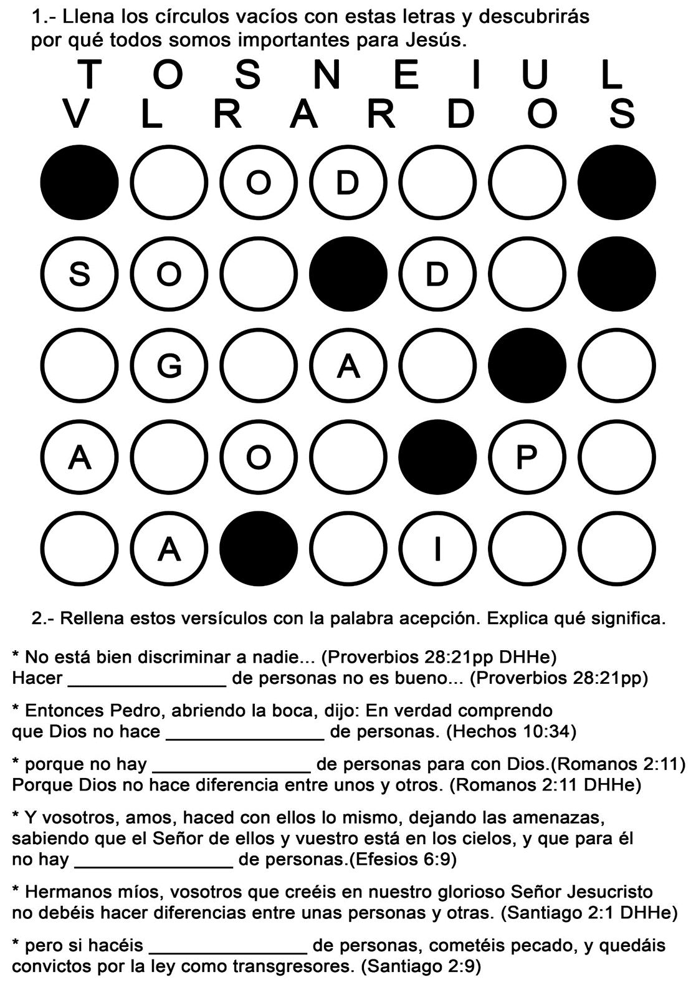 1.- Llena los círculos vacíos con estas letras y descubrirás
por qué todos somos importantes para Jesús.
T O S N E I U L
V L R A R D O S
O D
S O D
G A
A O P
A I
2.- Rellena estos versículos con la palabra acepción. Explica qué significa.
* No está bien discriminar a nadie... (Proverbios 28:21pp DHHe)
Hacer _________________ de personas no es bueno... (Proverbios 28:21pp)
* Entonces Pedro, abriendo la boca, dijo: En verdad comprendo
que Dios no hace _________________ de personas. (Hechos 10:34)
* porque no hay _________________ de personas para con Dios.(Romanos 2:11)
Porque Dios no hace diferencia entre unos y otros. (Romanos 2:11 DHHe)
* Y vosotros, amos, haced con ellos lo mismo, dejando las amenazas,
sabiendo que el Señor de ellos y vuestro está en los cielos, y que para él
no hay _________________ de personas.(Efesios 6:9)
* Hermanos míos, vosotros que creéis en nuestro glorioso Señor Jesucristo
no debéis hacer diferencias entre unas personas y otras. (Santiago 2:1 DHHe)
* pero si hacéis _________________ de personas, cometéis pecado, y quedáis
convictos por la ley como transgresores. (Santiago 2:9)